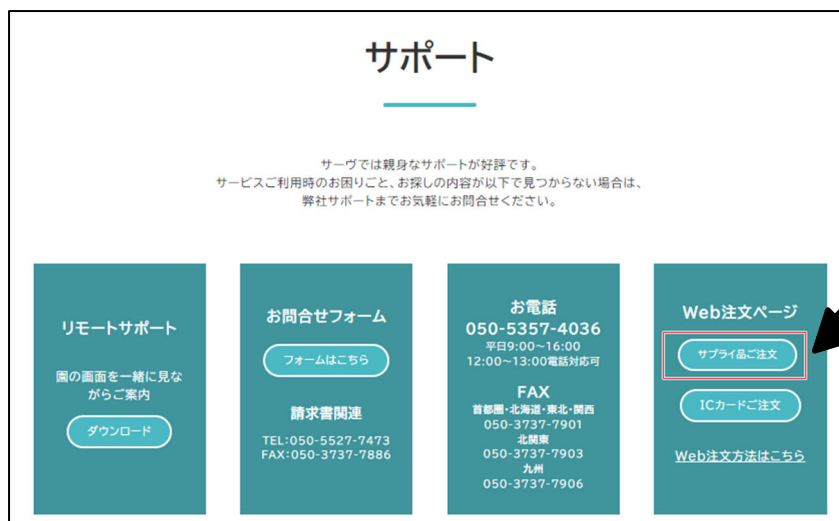 サポート
サーヴでは親身なサポートが好評です。
サービスご利用時のお困りごと、お探しの内容が以下で見つからない場合は、
弊社サポートまでお気軽にお問合せください。
リモートサポート
園の画面を一緒に見な
がらご案内
ダウンロード
お問合せフォーム
フォームはこちら
請求書関連
TEL:050-5527-7473
FAX:050-3737-7886
お電話
050-5357-4036
平日9:00~16:00
12:00~13:00電話対応可
FAX
首都圏・北海道・東北・関西
050-3737-7901
北関東
050-3737-7903
九州
050-3737-7906
Web注文ページ
サプライ品ご注文
ICカードご注文
Web注文方法はこちら